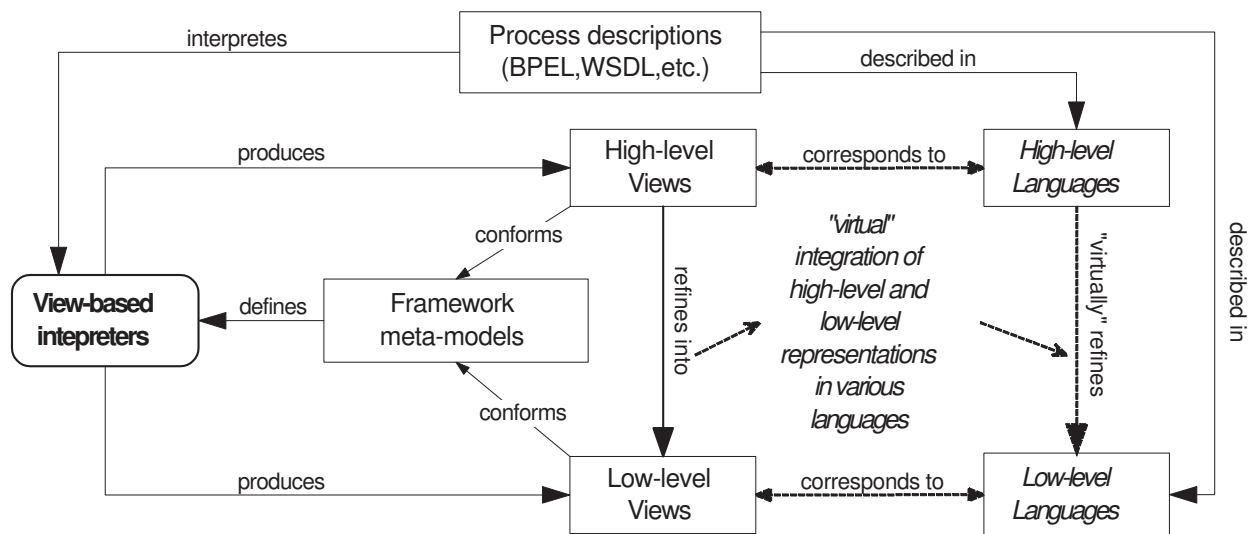 interpretes
Process descriptions
(BPEL,WSDL,etc.)
described in
produces
High-level
Views
corresponds to
High-level
Languages
conforms
"virtual"
integration of
high-level and
low-level
representations
in various
languages
refines into
"virtually" refines
described in
View-based
intepreters
defines
Framework
meta-models
conforms
produces
Low-level
Views
corresponds to
Low-level
Languages